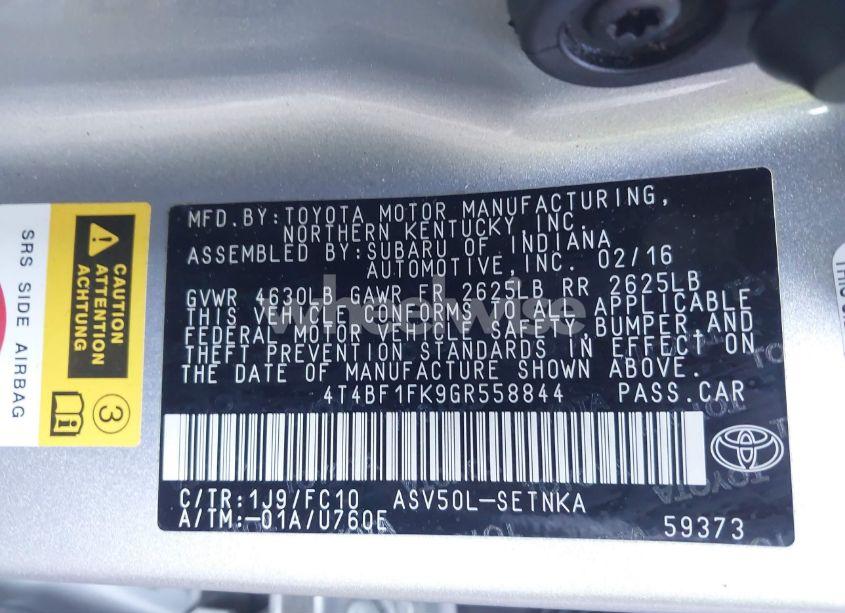 MFD.BY:TOYOTA MOTOR MANUFACTURING,
NORTHERN KENTUCKY, INC.
ASSEMBLED BY:SUBARU OF INDIANA
AUTOMOTIVE,INC. 02/16
GVWR 4630LB GAWR FR 2625LB RR 2625LB
THIS VEHICLE CONFORMS TO ALL APPLICABLE
FEDERAL MOTOR VEHICLE SAFETY,BUMPER,AND
THEFT PREVENTION STANDARDS IN EFFECT ON
THE DATE OF MANUFACTURE SHOWN ABOVE.
4T4BF1FK9GR558844 PASS.CAR
C/TR:1J9/FC10 ASV50L-SETNKA
A/TM:-01A/U760E 59373
SRS SIDE AIRBAG
CAUTION
ATTENTION
ACHTUNG
3
wheelwise